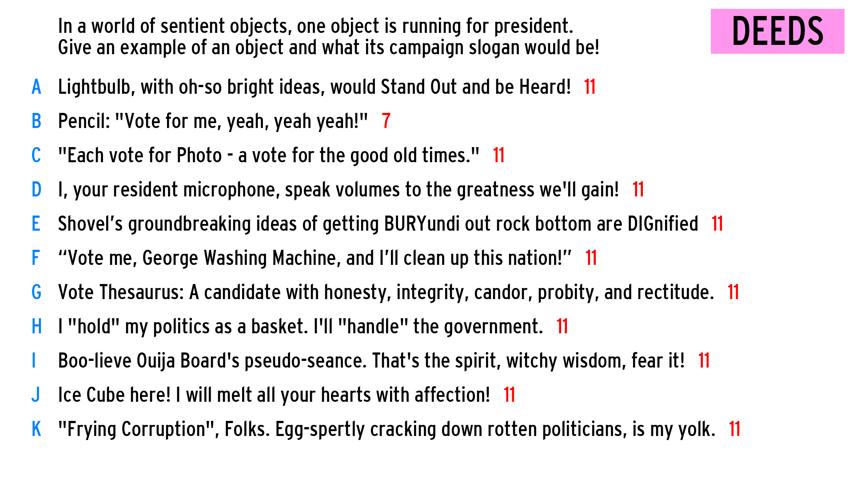 In a world of sentient objects, one object is running for president.
Give an example of an object and what its campaign slogan would be!
DEEDS
A Lightbulb, with oh-so bright ideas, would Stand Out and be Heard! 11
B Pencil: "Vote for me, yeah, yeah yeah!" 7
C "Each vote for Photo - a vote for the good old times." 11
D I, your resident microphone, speak volumes to the greatness we'll gain! 11
E Shovel’s groundbreaking ideas of getting BURYundi out rock bottom are DIGnified 11
F “Vote me, George Washing Machine, and I’ll clean up this nation!” 11
G Vote Thesaurus: A candidate with honesty, integrity, candor, probity, and rectitude. 11
H I "hold" my politics as a basket. I'll "handle" the government. 11
I Boo-lieve Ouija Board's pseudo-seance. That's the spirit, witchy wisdom, fear it! 11
J Ice Cube here! I will melt all your hearts with affection! 11
K "Frying Corruption", Folks. Egg-spertly cracking down rotten politicians, is my yolk. 11